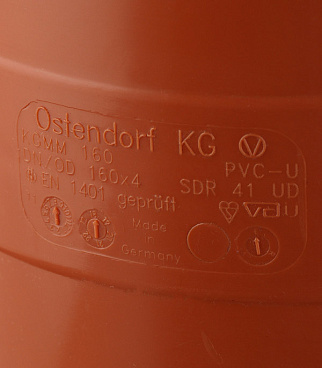 Ostendorf KG
KGMM 160 PVC-U
DN/OD 160/4 SDR 41 UD
EN 1401 geprüft
Made
in
Germany